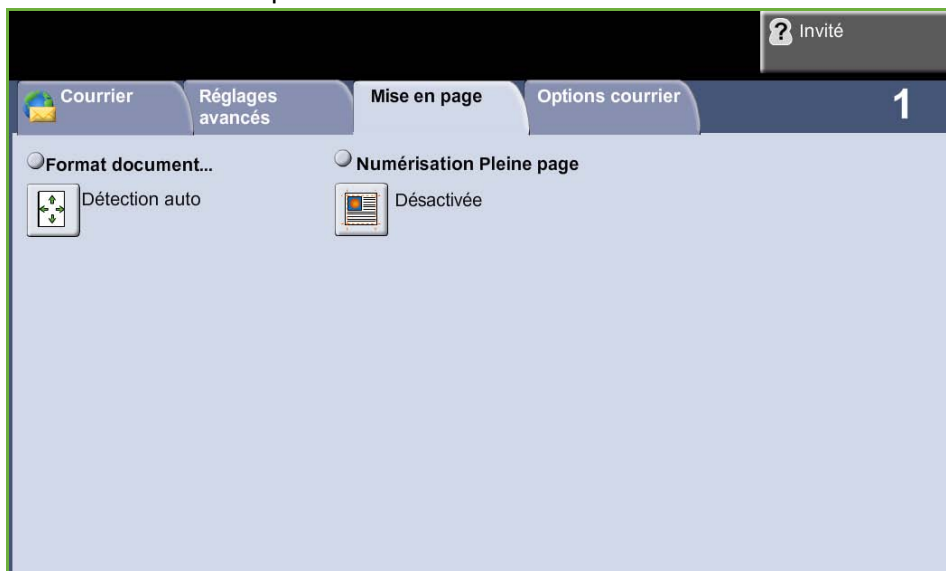 Invité
Courrier
Réglages avancés
Mise en page
Options courrier
1
Format document...
Détection auto
Numérisation Pleine page
Désactivée